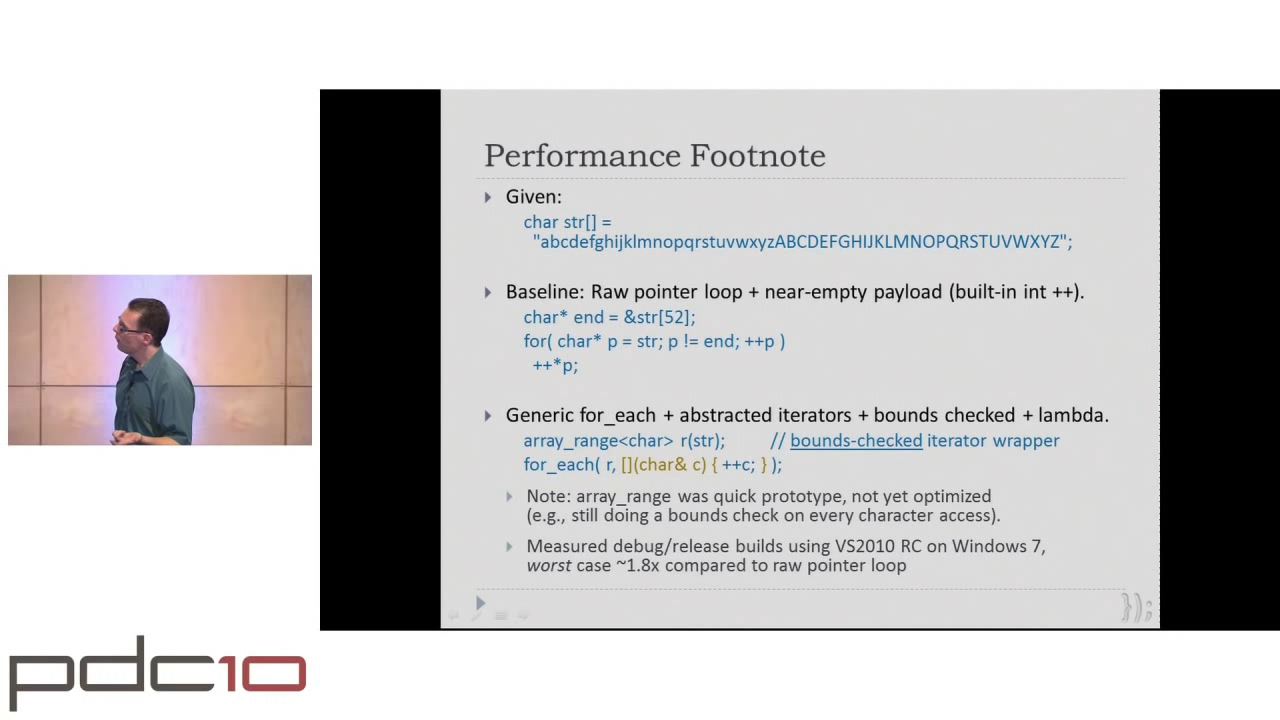 Performance Footnote
Given:
char str[] =
"abcdefghijklmnopqrstuvwxyzABCDEFGHIJKLMNOPQRSTUVWXYZ";
Baseline: Raw pointer loop + near-empty payload (built-in int ++).
char* end = &str[52];
for( char* p = str; p != end; ++p )
++*p;
Generic for_each + abstracted iterators + bounds checked + lambda.
array_range<char> r(str); // bounds-checked iterator wrapper
for_each( r, [](char& c) { ++c; } );
Note: array_range was quick prototype, not yet optimized
(e.g., still doing a bounds check on every character access).
Measured debug/release builds using VS2010 RC on Windows 7,
worst case ~1.8x compared to raw pointer loop
});
pdc10